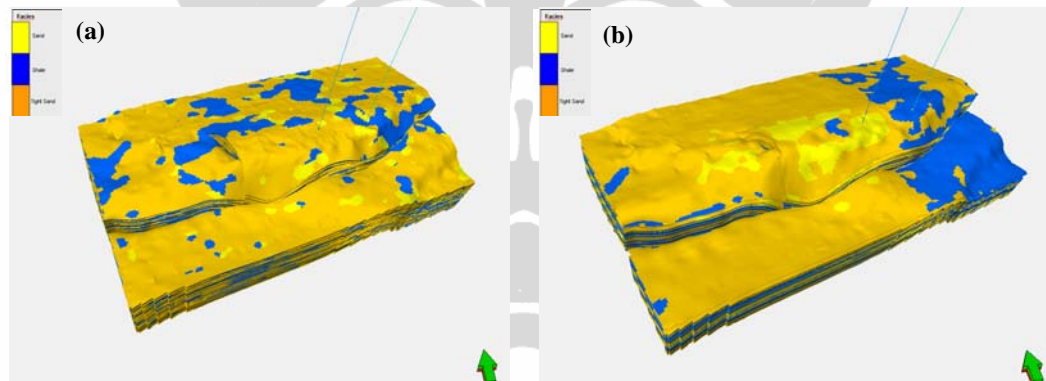 Facies
(a)
Sand
Shale
Tight Sand
Facies
(b)
Sand
Shale
Tight Sand